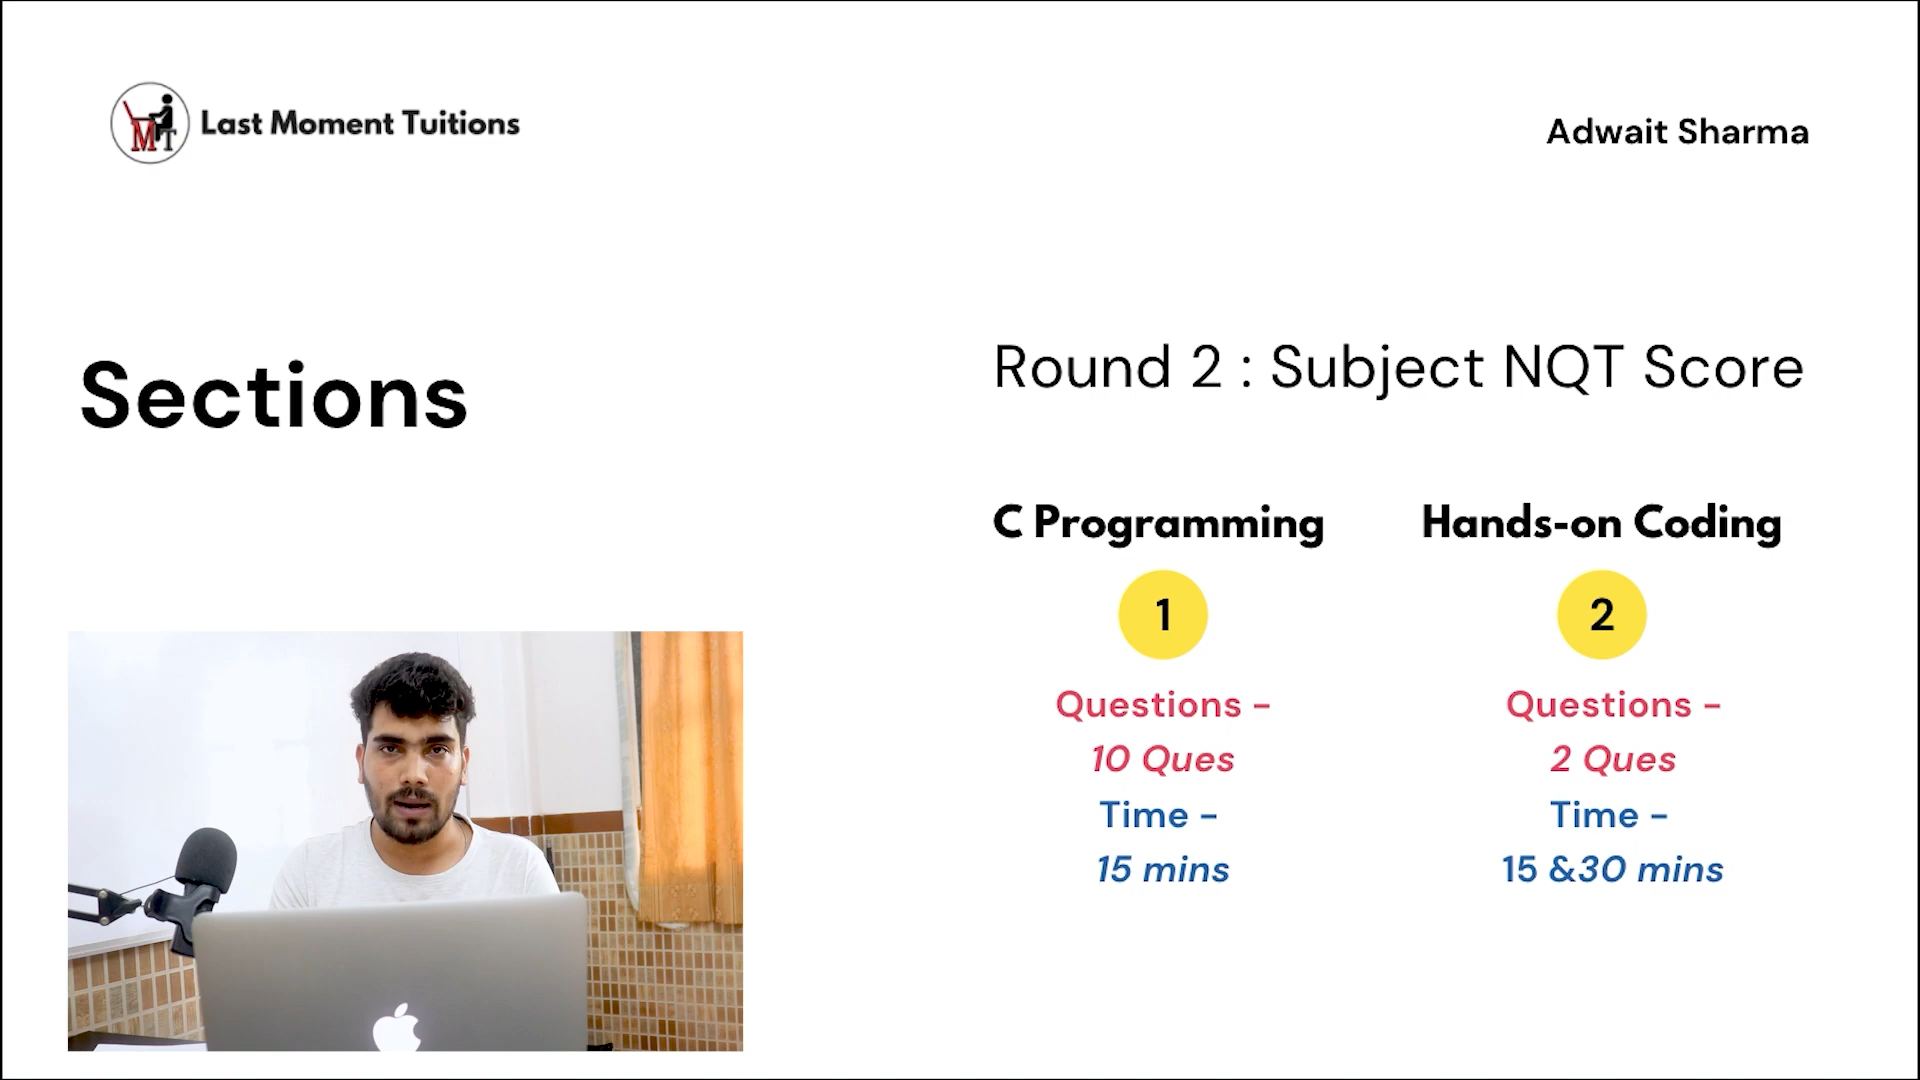 MT
Last Moment Tuitions
Adwait Sharma
Sections
Round 2 : Subject NQT Score
C Programming
Hands-on Coding
1
2
Questions -
10 Ques
Time -
15 mins
Questions -
2 Ques
Time -
15 &30 mins